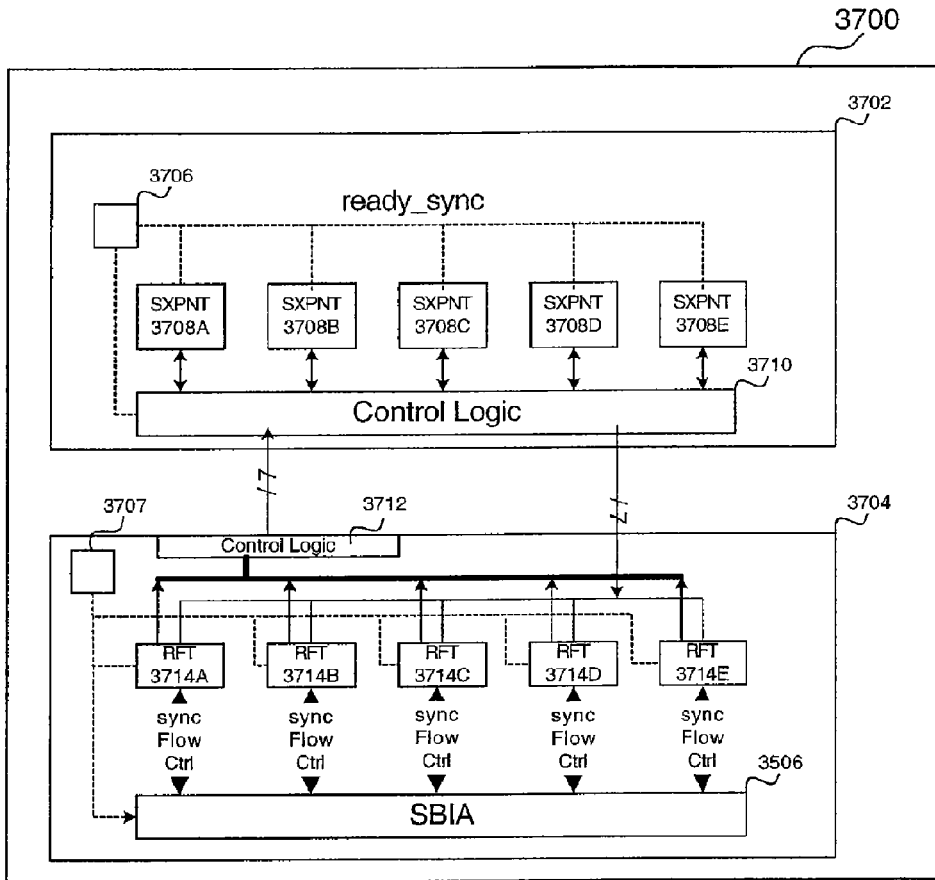 3700
3702
3706
ready_sync
SXPNT 3708A
SXPNT 3708B
SXPNT 3708C
SXPNT 3708D
SXPNT 3708E
3710
Control Logic
17
3707
3712
3704
Control Logic
RFT 3714A
RFT 3714B
RFT 3714C
RFT 3714D
RFT 3714E
sync Flow Ctrl
sync Flow Ctrl
sync Flow Ctrl
sync Flow Ctrl
sync Flow Ctrl
3506
SBIA